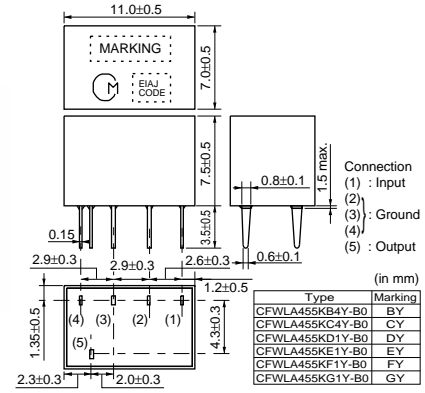 11.0±0.5
MARKING
EIAJ
CODE
7.0±0.5
7.5±0.5
3.5±0.5
0.15
0.8±0.1
1.5 max.
0.6±0.1
Connection
(1) : Input
(2)
(3) : Ground
(4)
(5) : Output
2.9±0.3
2.9±0.3
2.6±0.3
1.2±0.5
(4) (3) (2) (1)
(5)
1.35±0.5
4.3±0.3
2.3±0.3
2.0±0.3
(in mm)
Type Marking
CFWLA455KB4Y-B0 BY
CFWLA455KC4Y-B0 CY
CFWLA455KD1Y-B0 DY
CFWLA455KE1Y-B0 EY
CFWLA455KF1Y-B0 FY
CFWLA455KG1Y-B0 GY